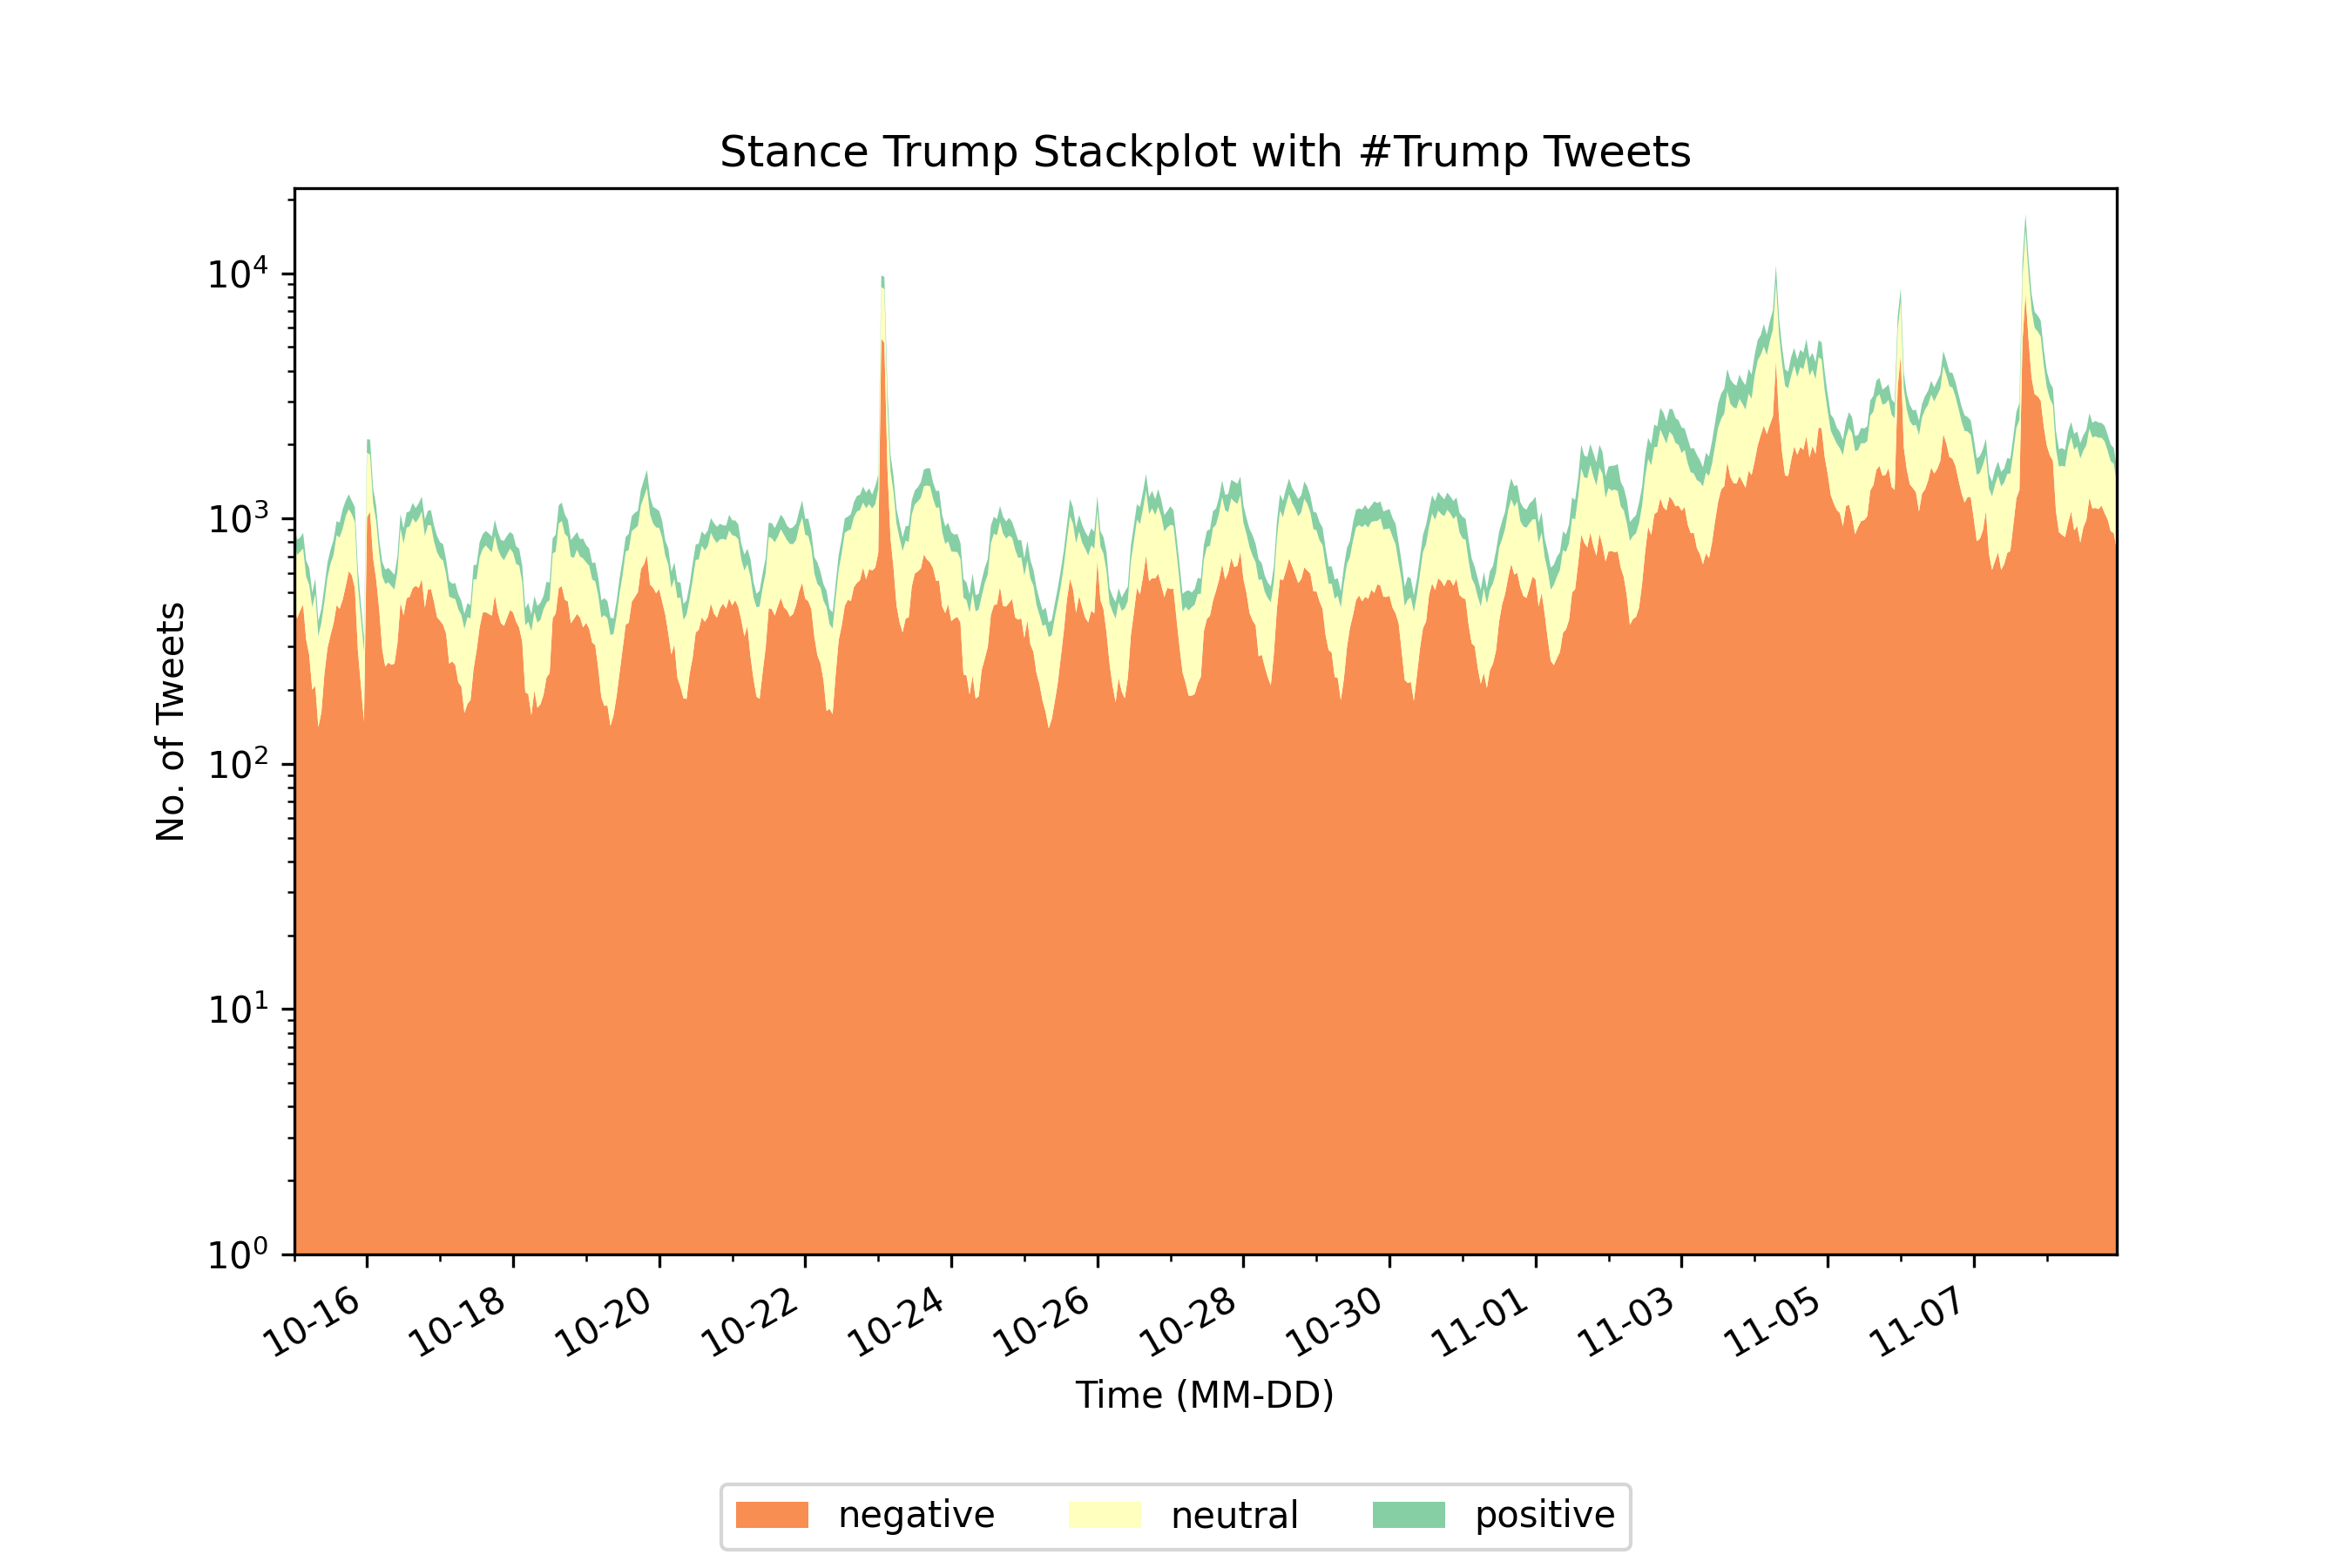 Stance Trump Stackplot with #Trump Tweets
No. of Tweets
10⁴
10³
10²
10¹
10⁰
10-16
10-18
10-20
10-22
10-24
10-26
10-28
10-30
11-01
11-03
11-05
11-07
Time (MM-DD)
negative
neutral
positive